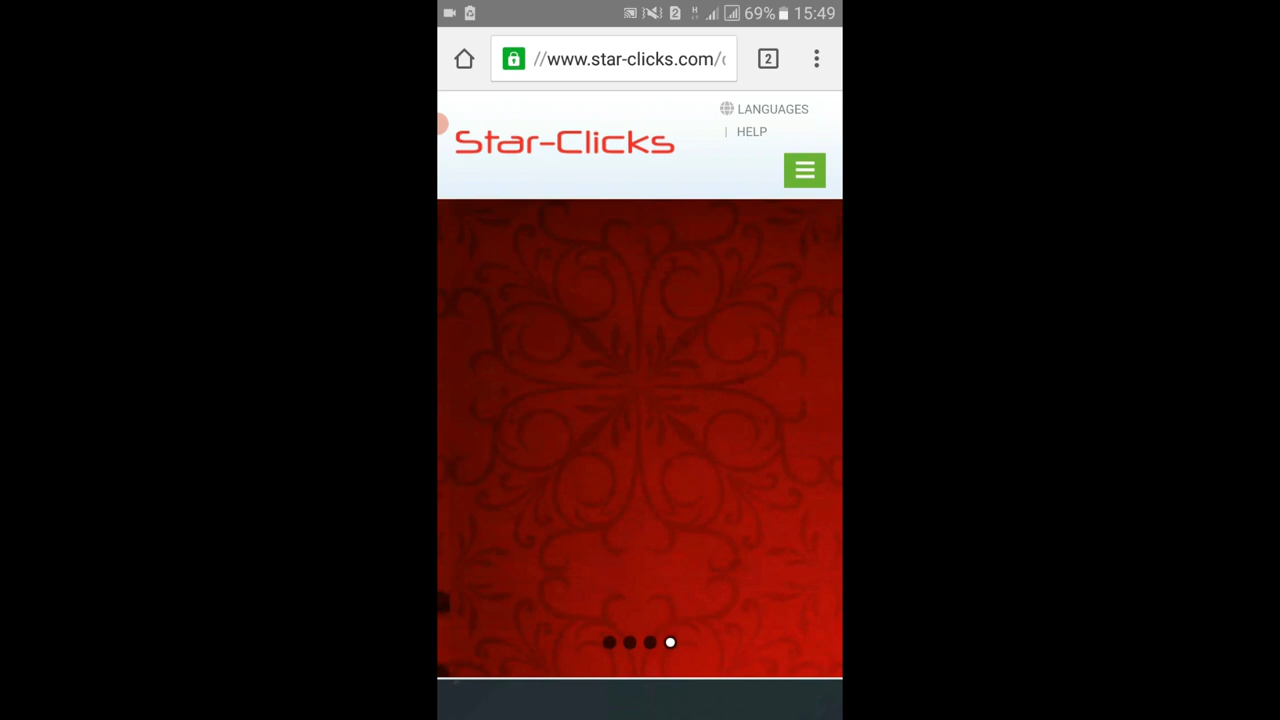 69% 15:49
//www.star-clicks.com/
2
LANGUAGES
| HELP
Star-Clicks